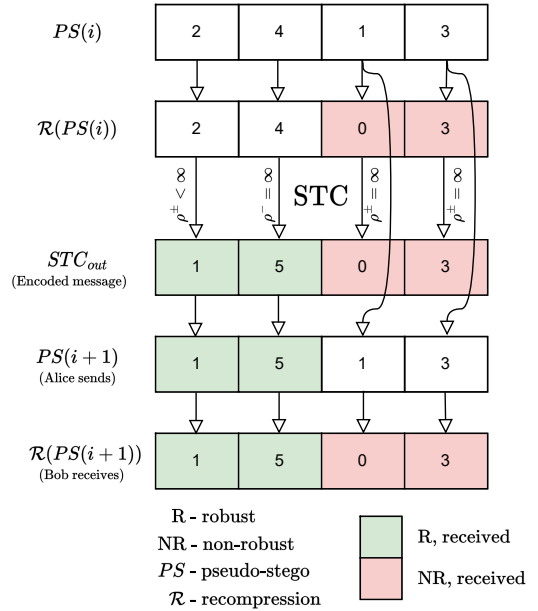 PS(i) 2 4 1 3
ℛ(PS(i)) 2 4 0 3
ρ± < ∞ ρ− = ∞ STC ρ± = ∞ ρ± = ∞
STC_out 1 5 0 3
(Encoded message)
PS(i + 1) 1 5 1 3
(Alice sends)
ℛ(PS(i + 1)) 1 5 0 3
(Bob receives)
R - robust
NR - non-robust
PS - pseudo-stego
ℛ - recompression
R, received
NR, received